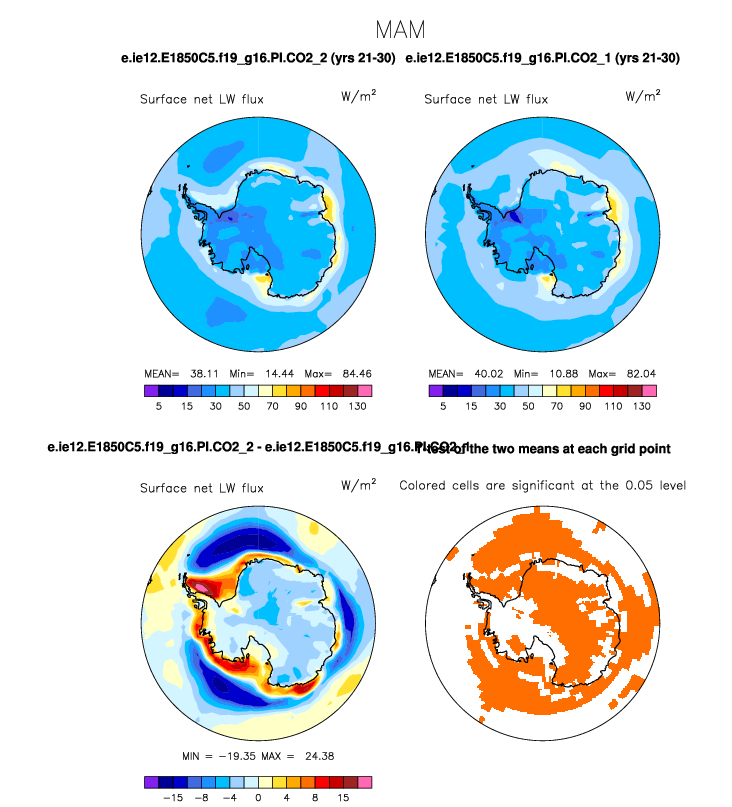 MAM
e.ie12.E1850C5.f19_g16.PI.CO2_2 (yrs 21-30) e.ie12.E1850C5.f19_g16.PI.CO2_1 (yrs 21-30)
Surface net LW flux W/m²
Surface net LW flux W/m²
MEAN= 38.11 Min= 14.44 Max= 84.46
MEAN= 40.02 Min= 10.88 Max= 82.04
5 15 30 50 70 90 110 130
5 15 30 50 70 90 110 130
e.ie12.E1850C5.f19_g16.PI.CO2_2 - e.ie12.E1850C5.f19_g16.PI.CO2_1
T-test of the two means at each grid point
Surface net LW flux W/m²
Colored cells are significant at the 0.05 level
MIN = -19.35 MAX = 24.38
-15 -8 -4 0 4 8 15